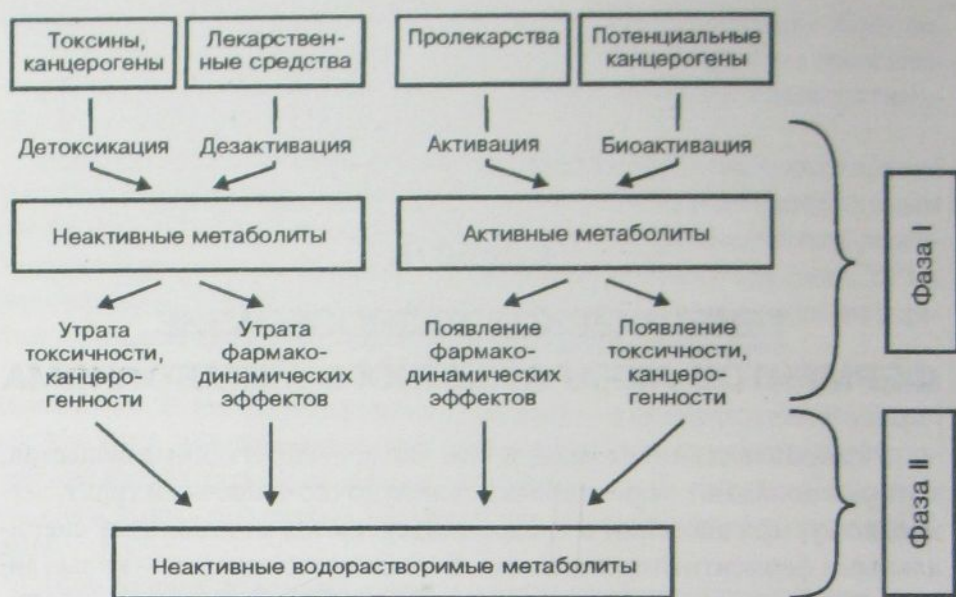 Токсины,
канцерогены
Лекарствен-
ные средства
Пролекарства
Потенциальные
канцерогены
Детоксикация
Дезактивация
Активация
Биоактивация
Неактивные метаболиты
Активные метаболиты
Фаза I
Утрата
токсичности,
канцеро-
генности
Утрата
фармако-
динамических
эффектов
Появление
фармако-
динамических
эффектов
Появление
токсичности,
канцеро-
генности
Фаза II
Неактивные водорастворимые метаболиты